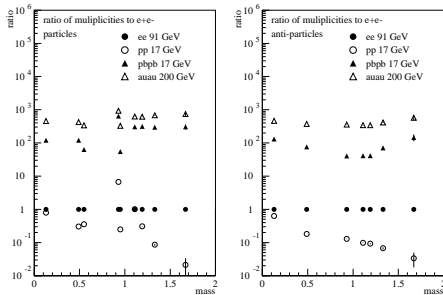 ratio
ratio of muliplicities to e+e-
particles
ee 91 GeV
pp 17 GeV
pbpb 17 GeV
auau 200 GeV
10^6
10^5
10^4
10^3
10^2
10
1
10^-1
10^-2
0 0.5 1 1.5 2
mass
ratio
ratio of muliplicities to e+e-
anti-particles
ee 91 GeV
pp 17 GeV
pbpb 17 GeV
auau 200 GeV
10^6
10^5
10^4
10^3
10^2
10
1
10^-1
10^-2
0 0.5 1 1.5 2
mass